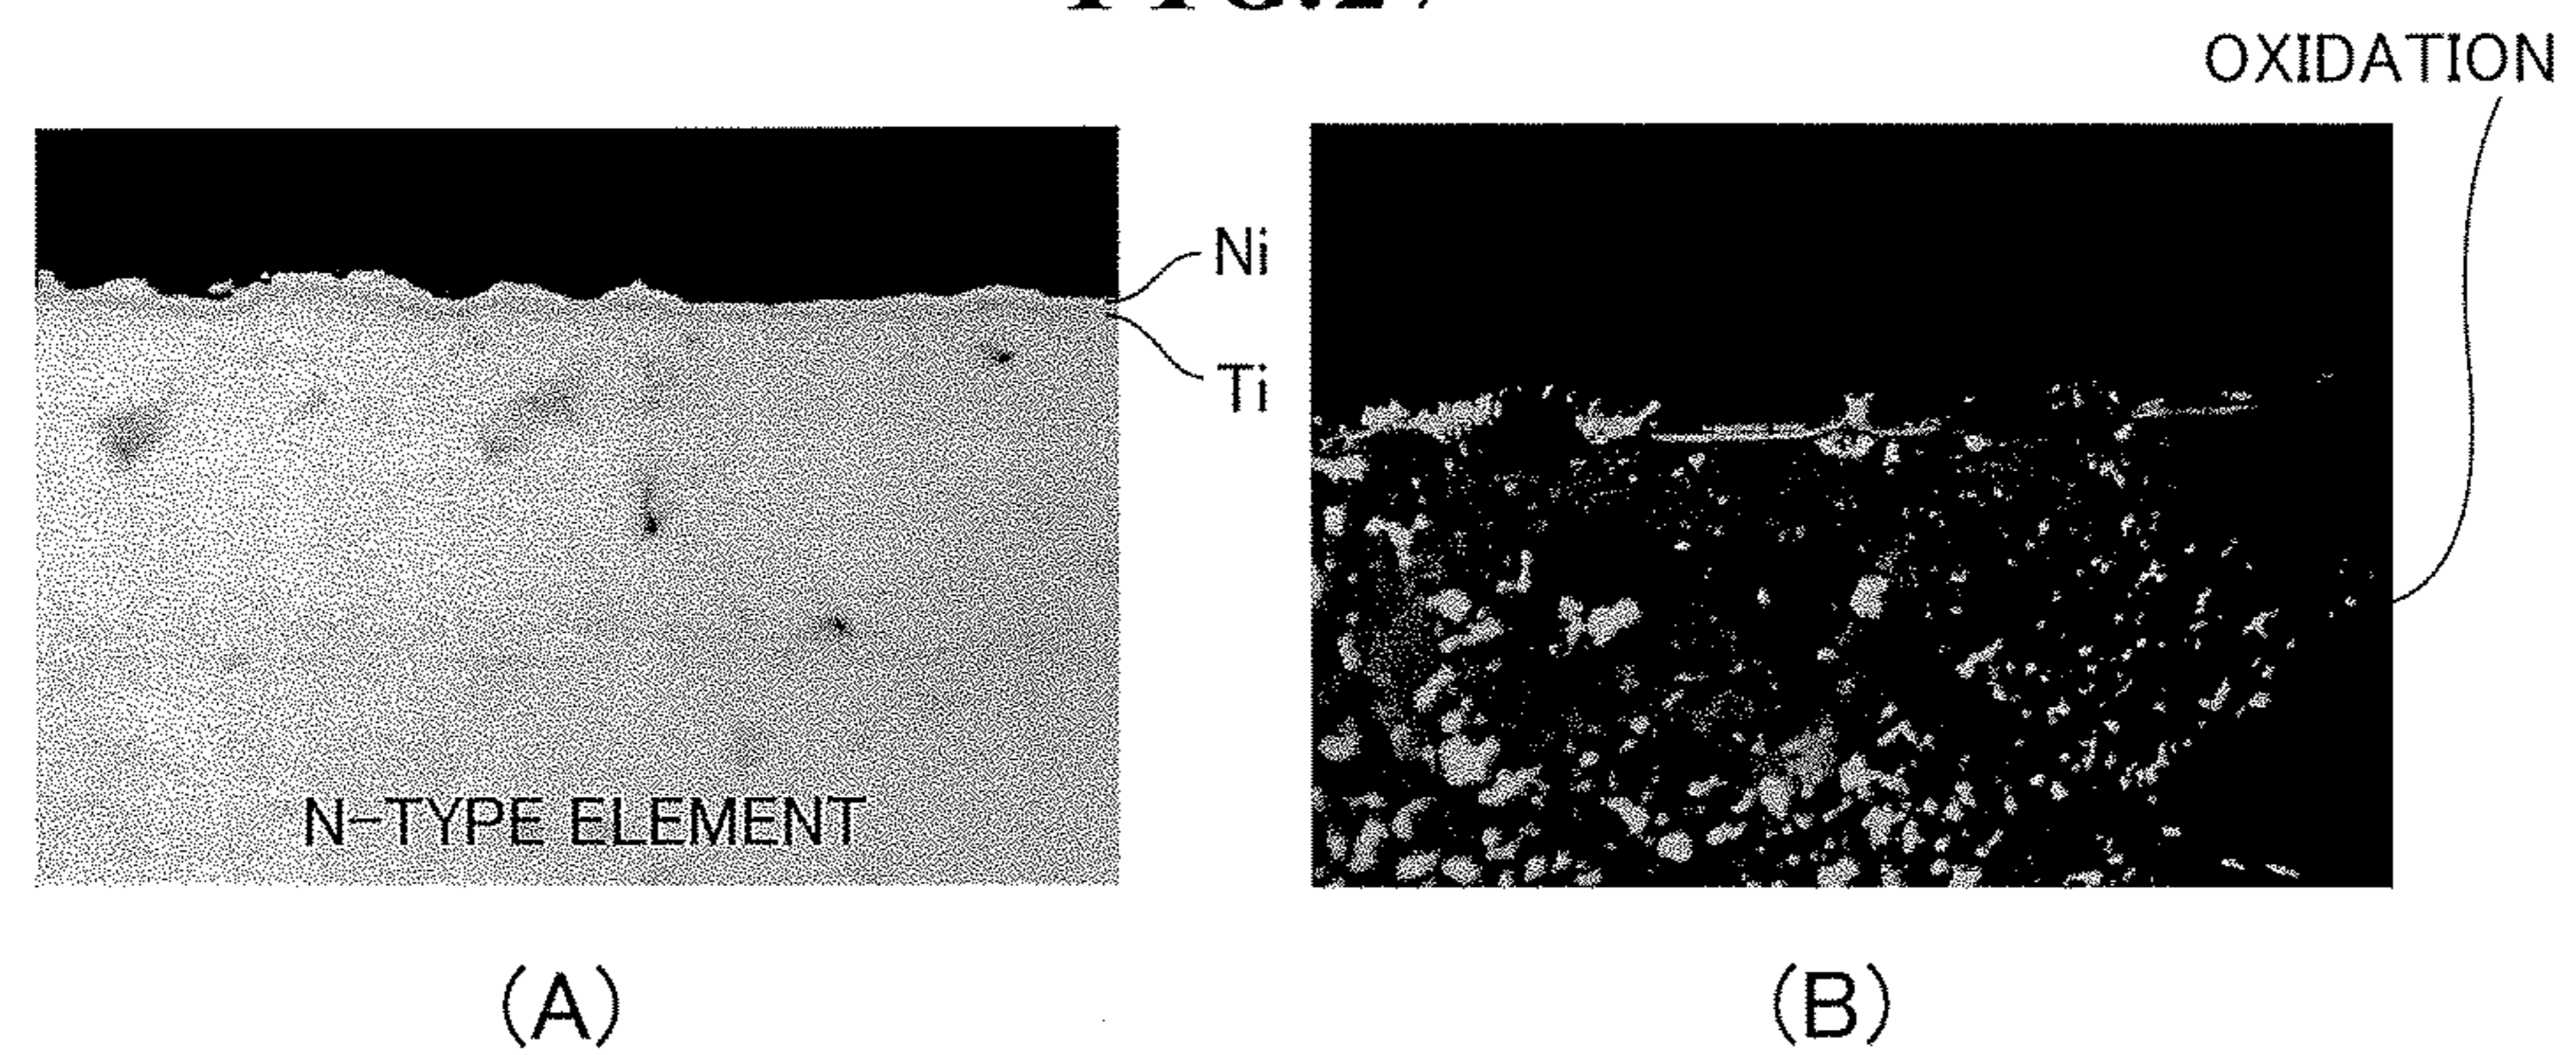 OXIDATION
Ni
Ti
N-TYPE ELEMENT
(A)
(B)